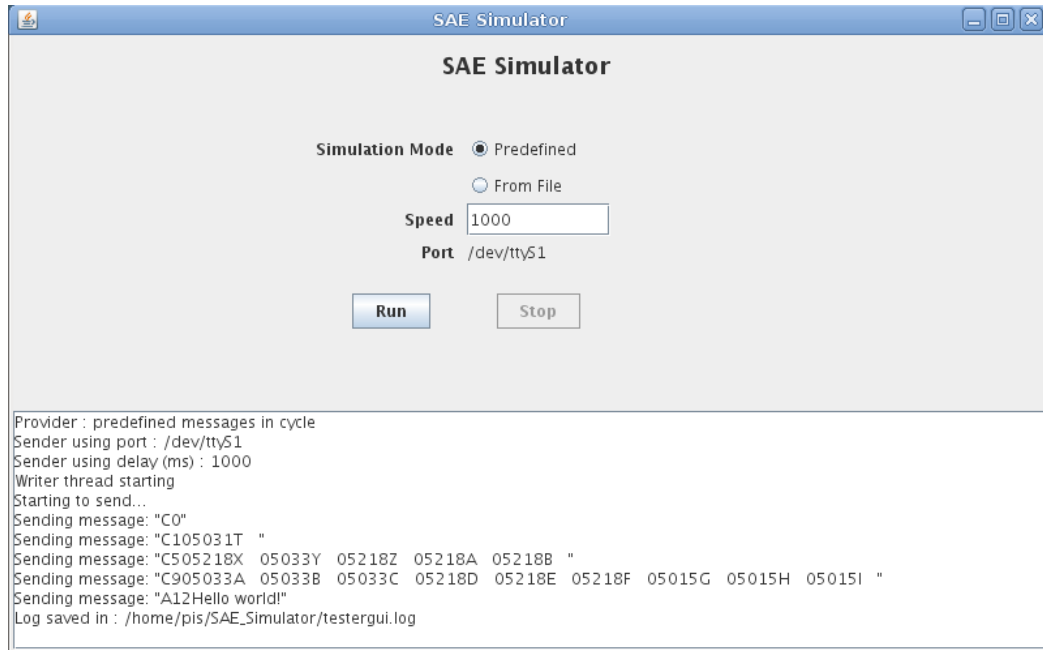 SAE Simulator
SAE Simulator
Simulation Mode Predefined
From File
Speed 1000
Port /dev/ttyS1
Run Stop
Provider : predefined messages in cycle
Sender using port : /dev/ttyS1
Sender using delay (ms) : 1000
Writer thread starting
Starting to send...
Sending message: "C0"
Sending message: "C105031T  "
Sending message: "C505218X  05033Y  05218Z  05218A  05218B  "
Sending message: "C905033A  05033B  05033C  05218D  05218E  05218F  05015G  05015H  05015I  "
Sending message: "A12Hello world!"
Log saved in : /home/pis/SAE_Simulator/testergui.log